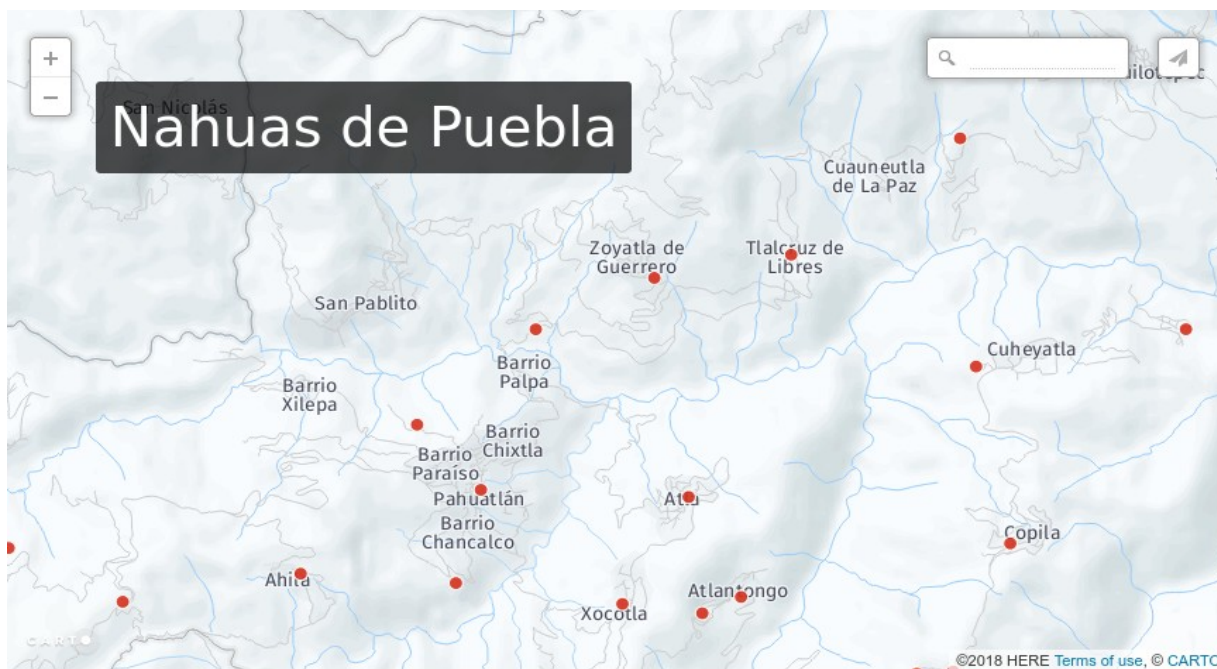 San Nicolás
Nahuas de Puebla
Cuauneutla
de La Paz
Zoyatla de
Guerrero
Tlalcruz de
Libres
San Pablito
Cuheyatla
Barrio
Palpa
Barrio
Xilepa
Barrio
Chixtla
Barrio
Paraíso
Pahuatlán
Atla
Barrio
Chancalco
Copila
Ahila
Atlantongo
Xocotla
CARTO
©2018 HERE Terms of use, © CARTO